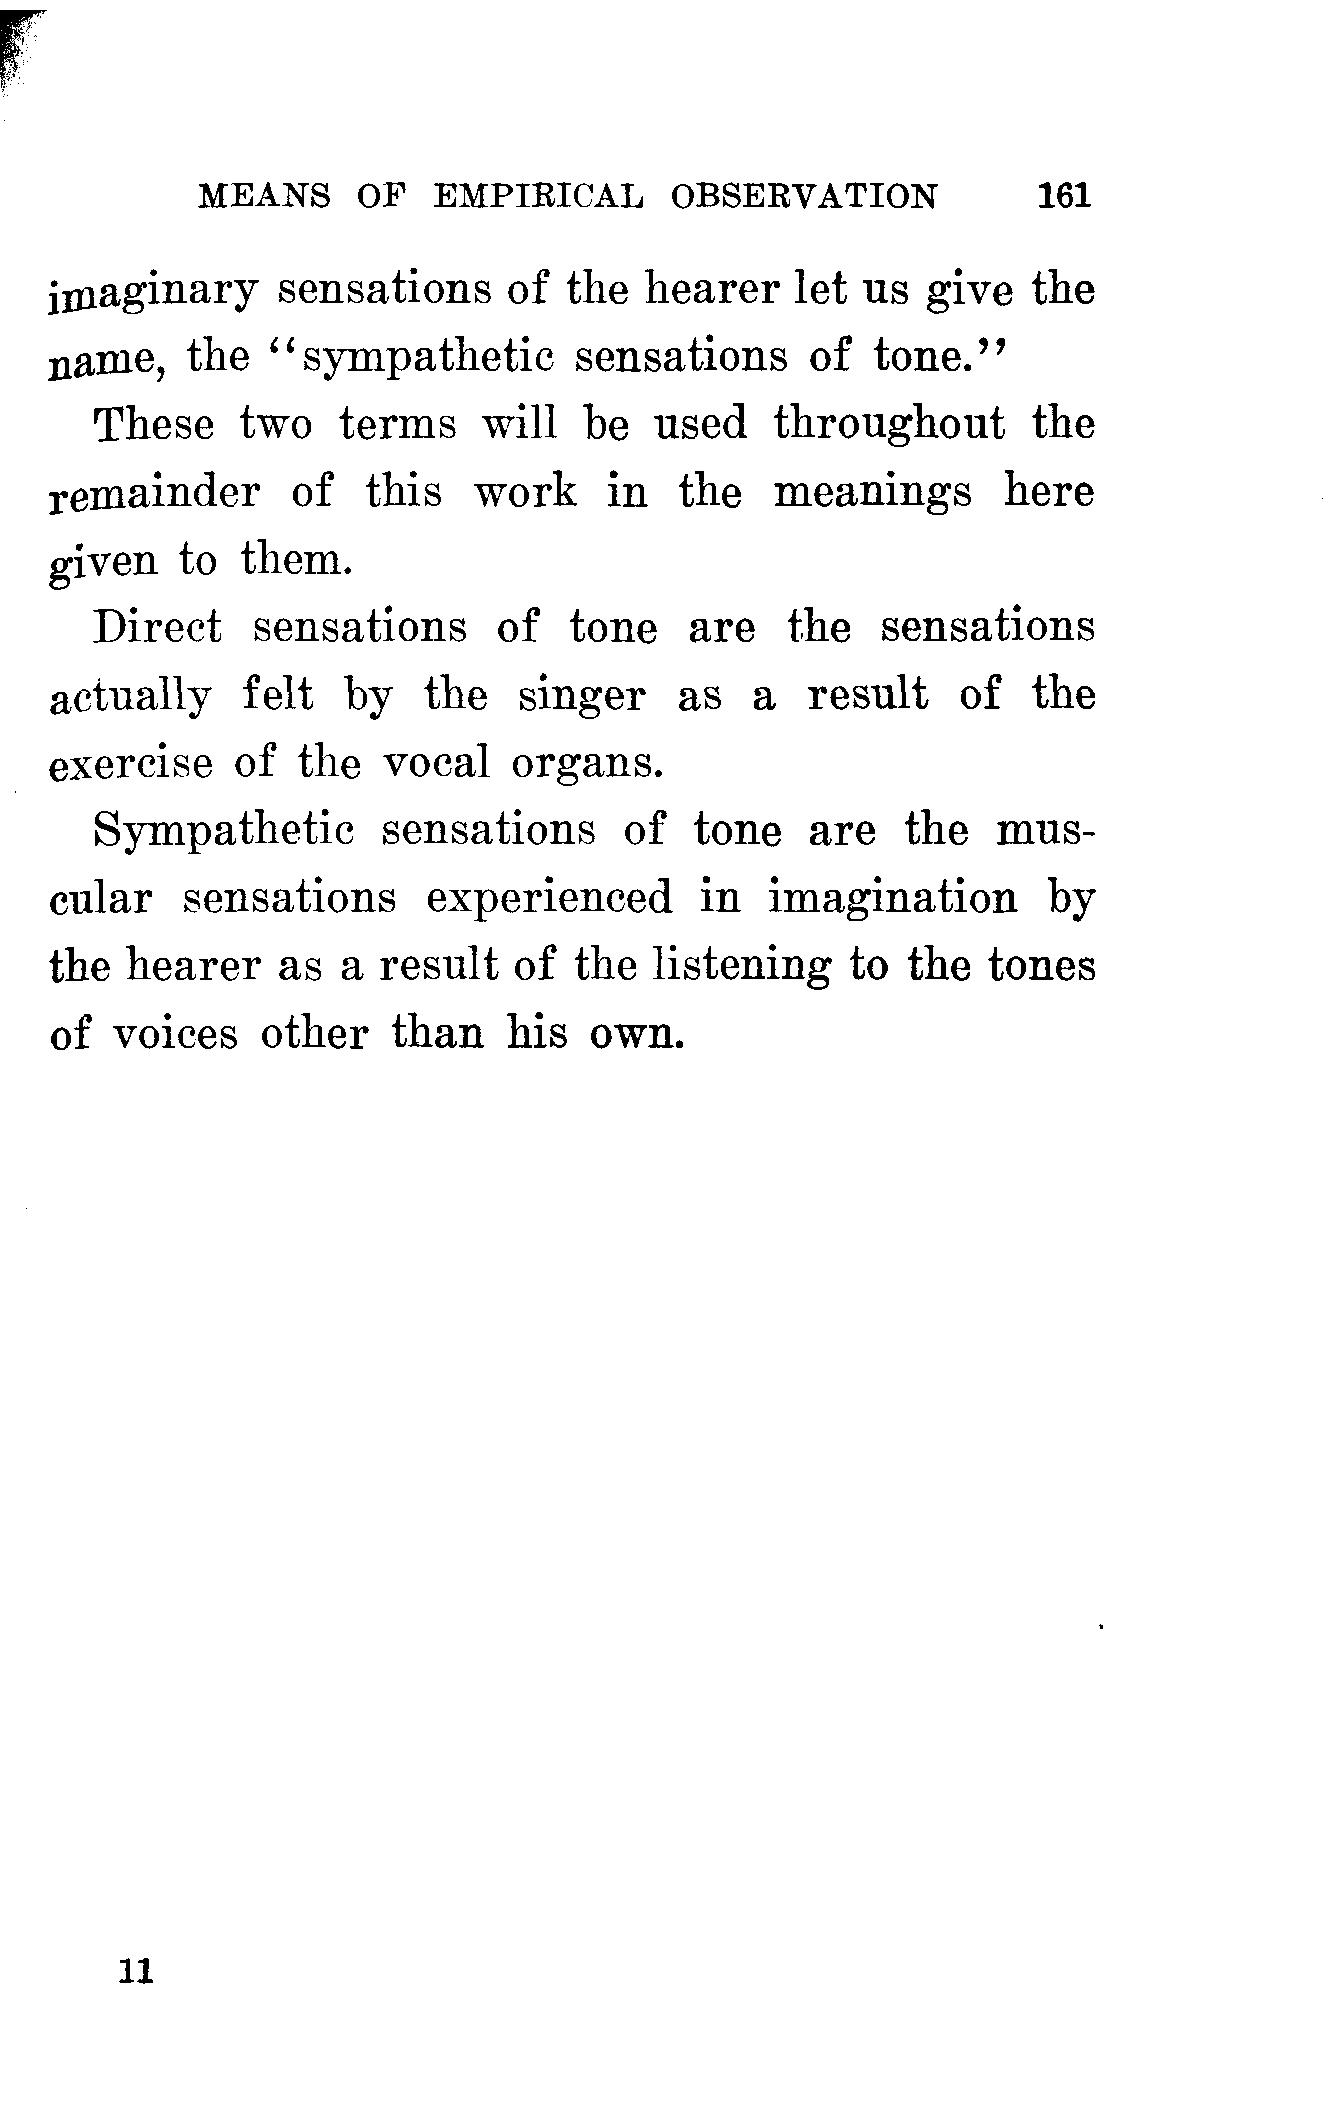 MEANS OF EMPIRICAL OBSERVATION 161
imaginary sensations of the hearer let us give the
name, the "sympathetic sensations of tone."
These two terms will be used throughout the
remainder of this work in the meanings here
given to them.
Direct sensations of tone are the sensations
actually felt by the singer as a result of the
exercise of the vocal organs.
Sympathetic sensations of tone are the mus-
cular sensations experienced in imagination by
the hearer as a result of the listening to the tones
of voices other than his own.
11